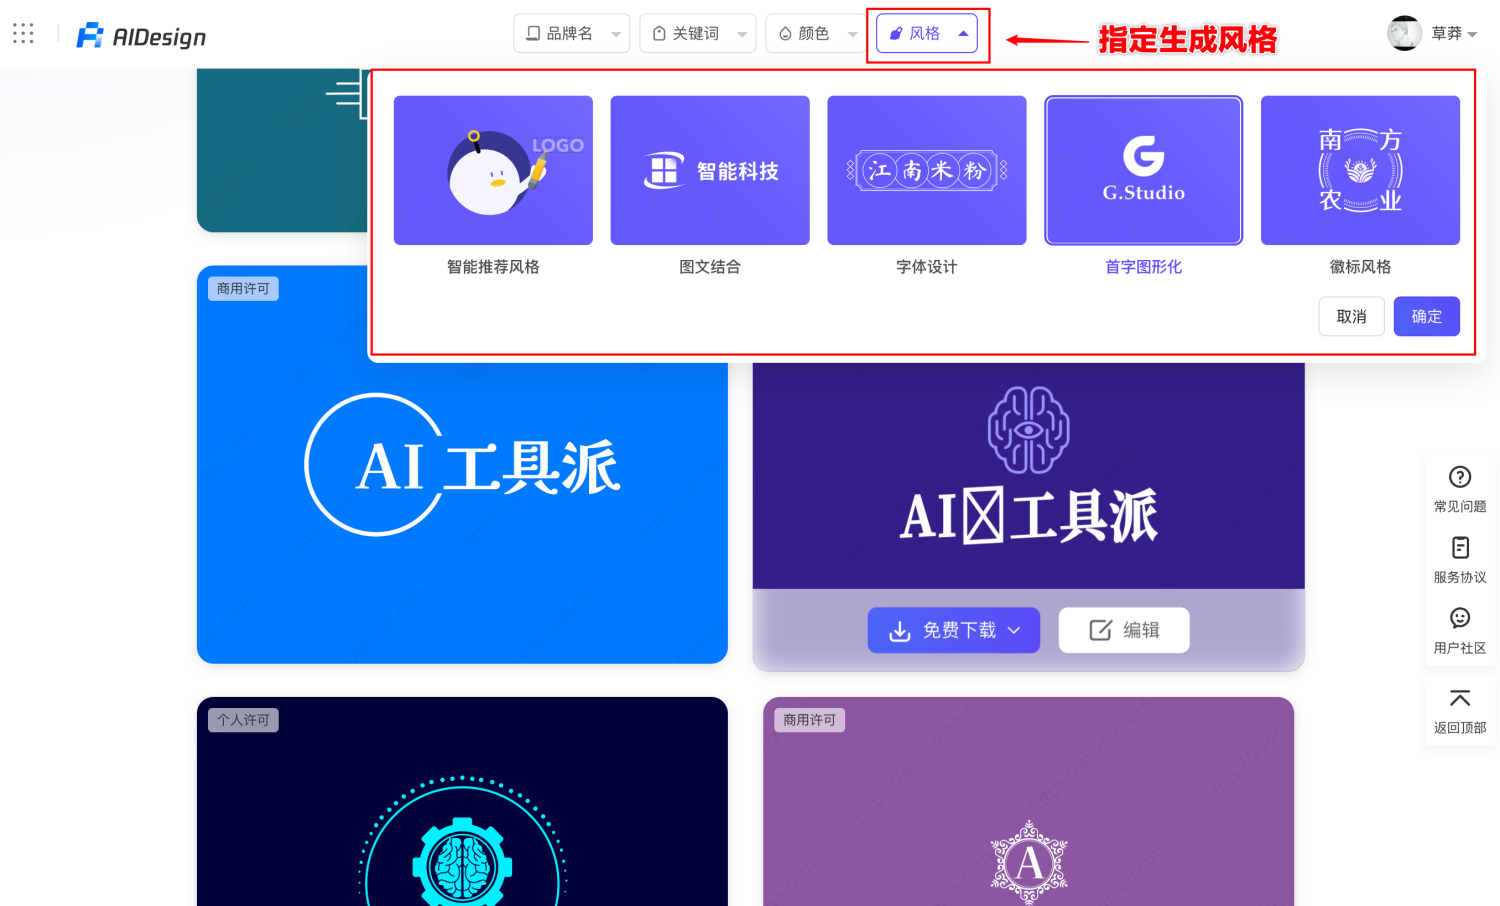 AIDesign
品牌名
关键词
颜色
风格
指定生成风格
草莽
LOGO
智能科技
江南米粉
G.Studio
南方
农业
智能推荐风格
图文结合
字体设计
首字图形化
徽标风格
取消
确定
商用许可
AI 工具派
AI 工具派
免费下载
编辑
常见问题
服务协议
用户社区
返回顶部
个人许可
商用许可
A
https://ailogo.qq.com